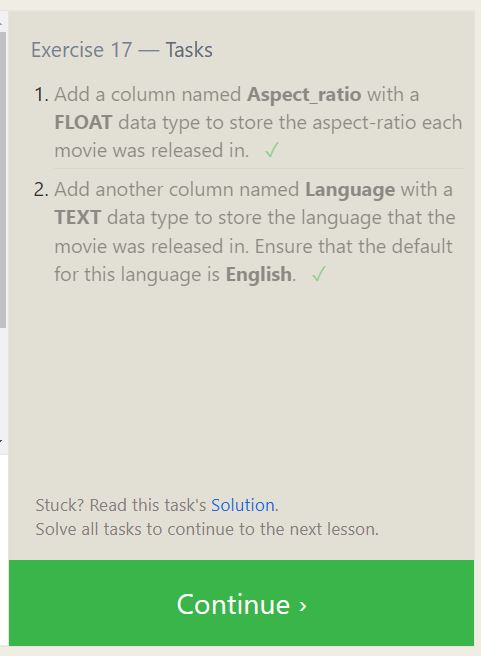 Exercise 17 — Tasks
1. Add a column named Aspect_ratio with a
FLOAT data type to store the aspect-ratio each
movie was released in. ✓
2. Add another column named Language with a
TEXT data type to store the language that the
movie was released in. Ensure that the default
for this language is English. ✓
Stuck? Read this task's Solution.
Solve all tasks to continue to the next lesson.
Continue ›